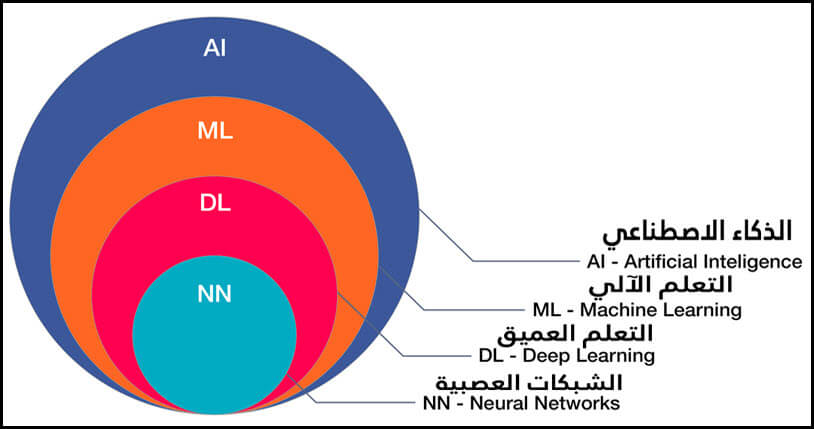 AI
ML
DL
NN
الذكاء الاصطناعي
AI - Artificial Inteligence
التعلم الآلي
ML - Machine Learning
التعلم العميق
DL - Deep Learning
الشبكات العصبية
NN - Neural Networks